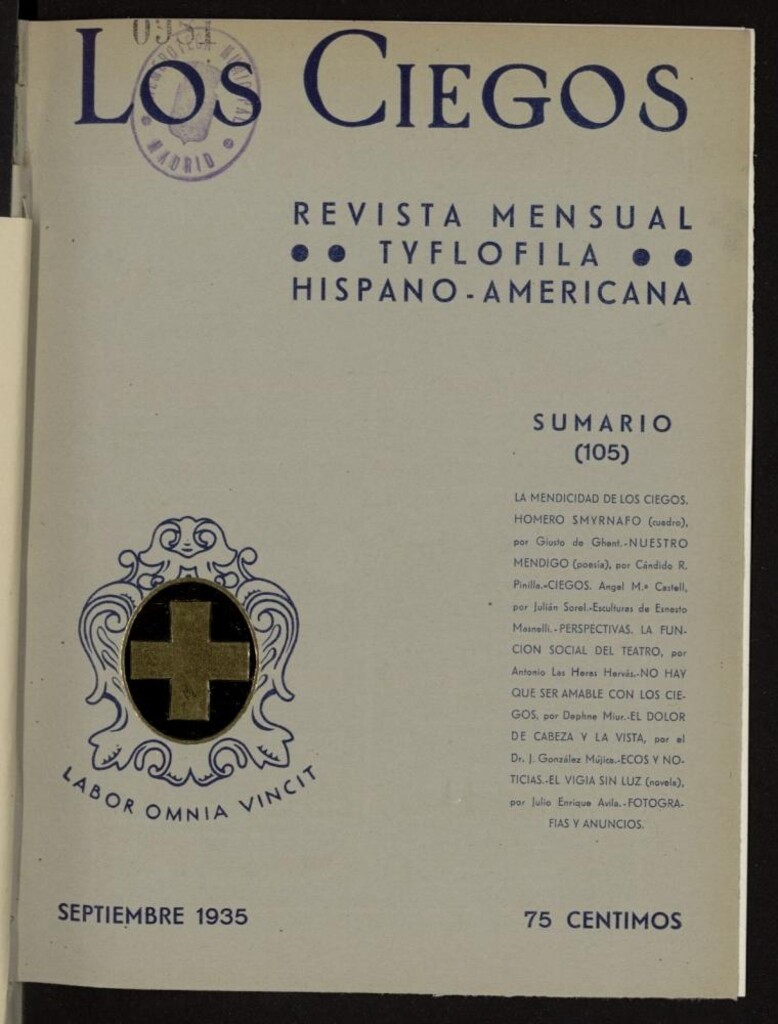 0981
LOS CIEGOS
HEMEROTECA MUNICIPAL
MADRID
REVISTA MENSUAL
TYFLOFILA
HISPANO-AMERICANA
SUMARIO
(105)
LA MENDICIDAD DE LOS CIEGOS.
HOMERO SMYRNAFO (cuadro),
por Giusto de Ghent.-NUESTRO
MENDIGO (poesía), por Cándido R.
Pinilla.-CIEGOS. Angel M.ª Castell,
por Julián Sorel.-Esculturas de Esnesto
Masnelli.-PERSPECTIVAS. LA FUN-
CION SOCIAL DEL TEATRO, por
Antonio Las Heras Hervás.-NO HAY
QUE SER AMABLE CON LOS CIE-
GOS, por Daphne Miur.-EL DOLOR
DE CABEZA Y LA VISTA, por el
Dr. J. González Mújica.-ECOS Y NO-
TICIAS.-EL VIGIA SIN LUZ (novela),
por Julio Enrique Avila.-FOTOGRA-
FIAS Y ANUNCIOS.
LABOR OMNIA VINCIT
SEPTIEMBRE 1935
75 CENTIMOS